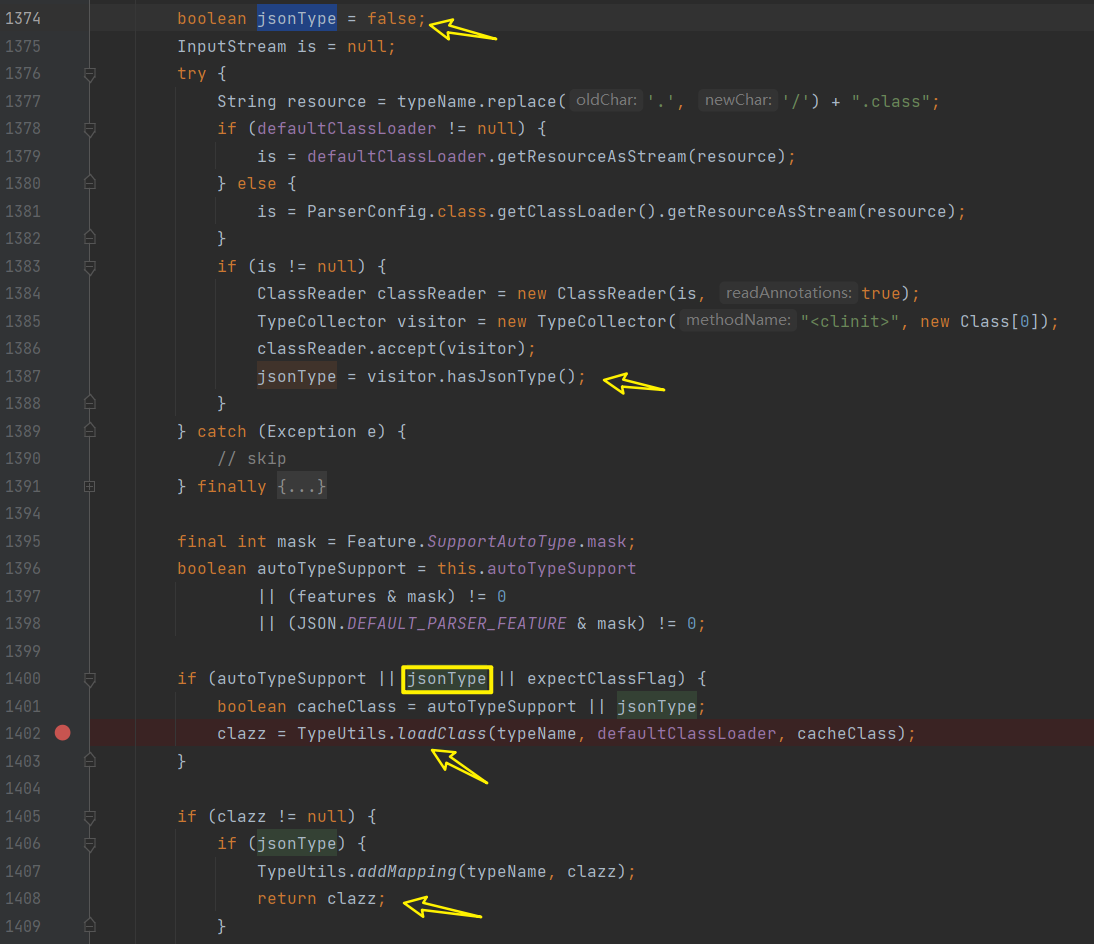 1374 boolean jsonType = false;
1375 InputStream is = null;
1376 try {
1377 String resource = typeName.replace( oldChar: '.', newChar: '/') + ".class";
1378 if (defaultClassLoader != null) {
1379 is = defaultClassLoader.getResourceAsStream(resource);
1380 } else {
1381 is = ParserConfig.class.getClassLoader().getResourceAsStream(resource);
1382 }
1383 if (is != null) {
1384 ClassReader classReader = new ClassReader(is, readAnnotations: true);
1385 TypeCollector visitor = new TypeCollector( methodName: "<clinit>", new Class[0]);
1386 classReader.accept(visitor);
1387 jsonType = visitor.hasJsonType();
1388 }
1389 } catch (Exception e) {
1390 // skip
1391 } finally {...}
1394
1395 final int mask = Feature.SupportAutoType.mask;
1396 boolean autoTypeSupport = this.autoTypeSupport
1397 || (features & mask) != 0
1398 || (JSON.DEFAULT_PARSER_FEATURE & mask) != 0;
1399
1400 if (autoTypeSupport || jsonType || expectClassFlag) {
1401 boolean cacheClass = autoTypeSupport || jsonType;
1402 clazz = TypeUtils.loadClass(typeName, defaultClassLoader, cacheClass);
1403 }
1404
1405 if (clazz != null) {
1406 if (jsonType) {
1407 TypeUtils.addMapping(typeName, clazz);
1408 return clazz;
1409 }